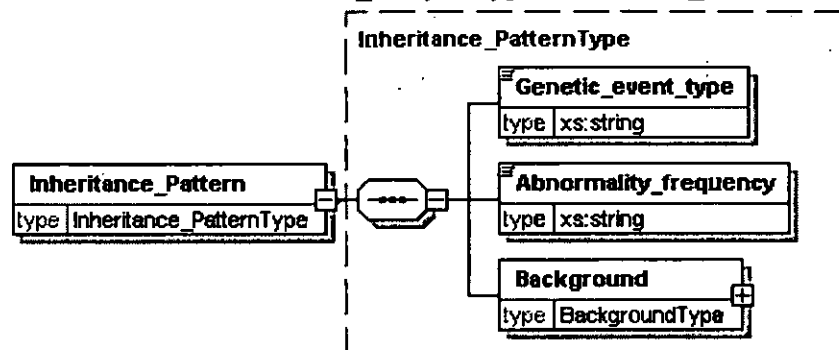 Inheritance_PatternType
Genetic_event_type
type xs:string
Inheritance_Pattern
type Inheritance_PatternType
Abnormality_frequency
type xs:string
Background
type BackgroundType